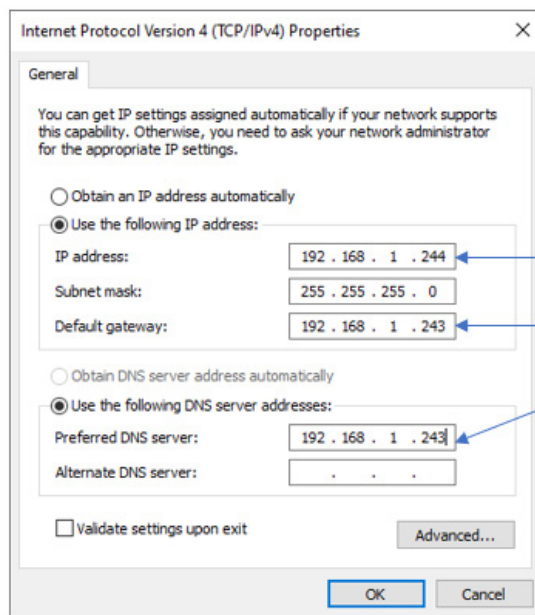 Internet Protocol Version 4 (TCP/IPv4) Properties
General
You can get IP settings assigned automatically if your network supports
this capability. Otherwise, you need to ask your network administrator
for the appropriate IP settings.
Obtain an IP address automatically
Use the following IP address:
IP address: 192 . 168 . 1 . 244
Subnet mask: 255 . 255 . 255 . 0
Default gateway: 192 . 168 . 1 . 243
Obtain DNS server address automatically
Use the following DNS server addresses:
Preferred DNS server: 192 . 168 . 1 . 243
Alternate DNS server: . . .
Validate settings upon exit
Advanced...
OK Cancel